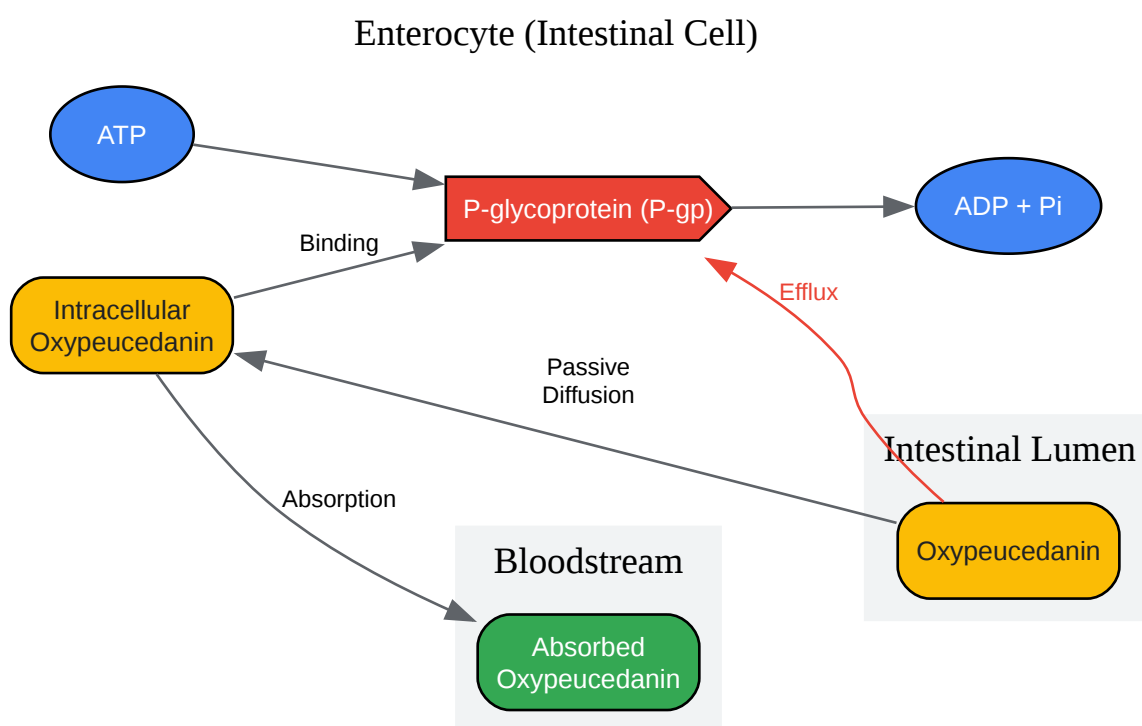 Enterocyte (Intestinal Cell)
ATP
P-glycoprotein (P-gp)
ADP + Pi
Binding
Efflux
Intracellular
Oxypeucedanin
Passive
Diffusion
Intestinal Lumen
Absorption
Oxypeucedanin
Bloodstream
Absorbed
Oxypeucedanin